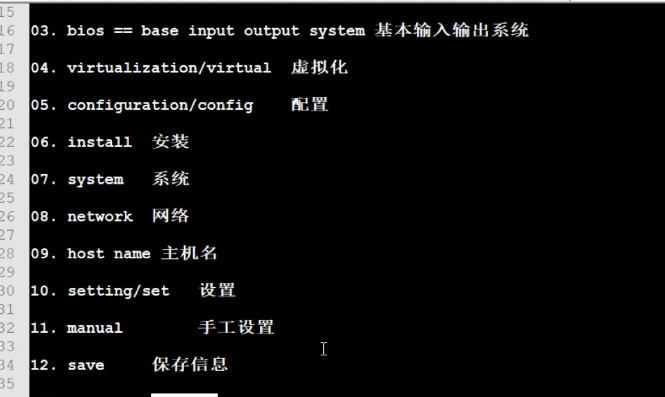 15
16 03. bios == base input output system 基本输入输出系统
17
18 04. virtualization/virtual 虚拟化
19
20 05. configuration/config 配置
21
22 06. install 安装
23
24 07. system 系统
25
26 08. network 网络
27
28 09. host name 主机名
29
30 10. setting/set 设置
31
32 11. manual 手工设置
33
34 12. save 保存信息
35